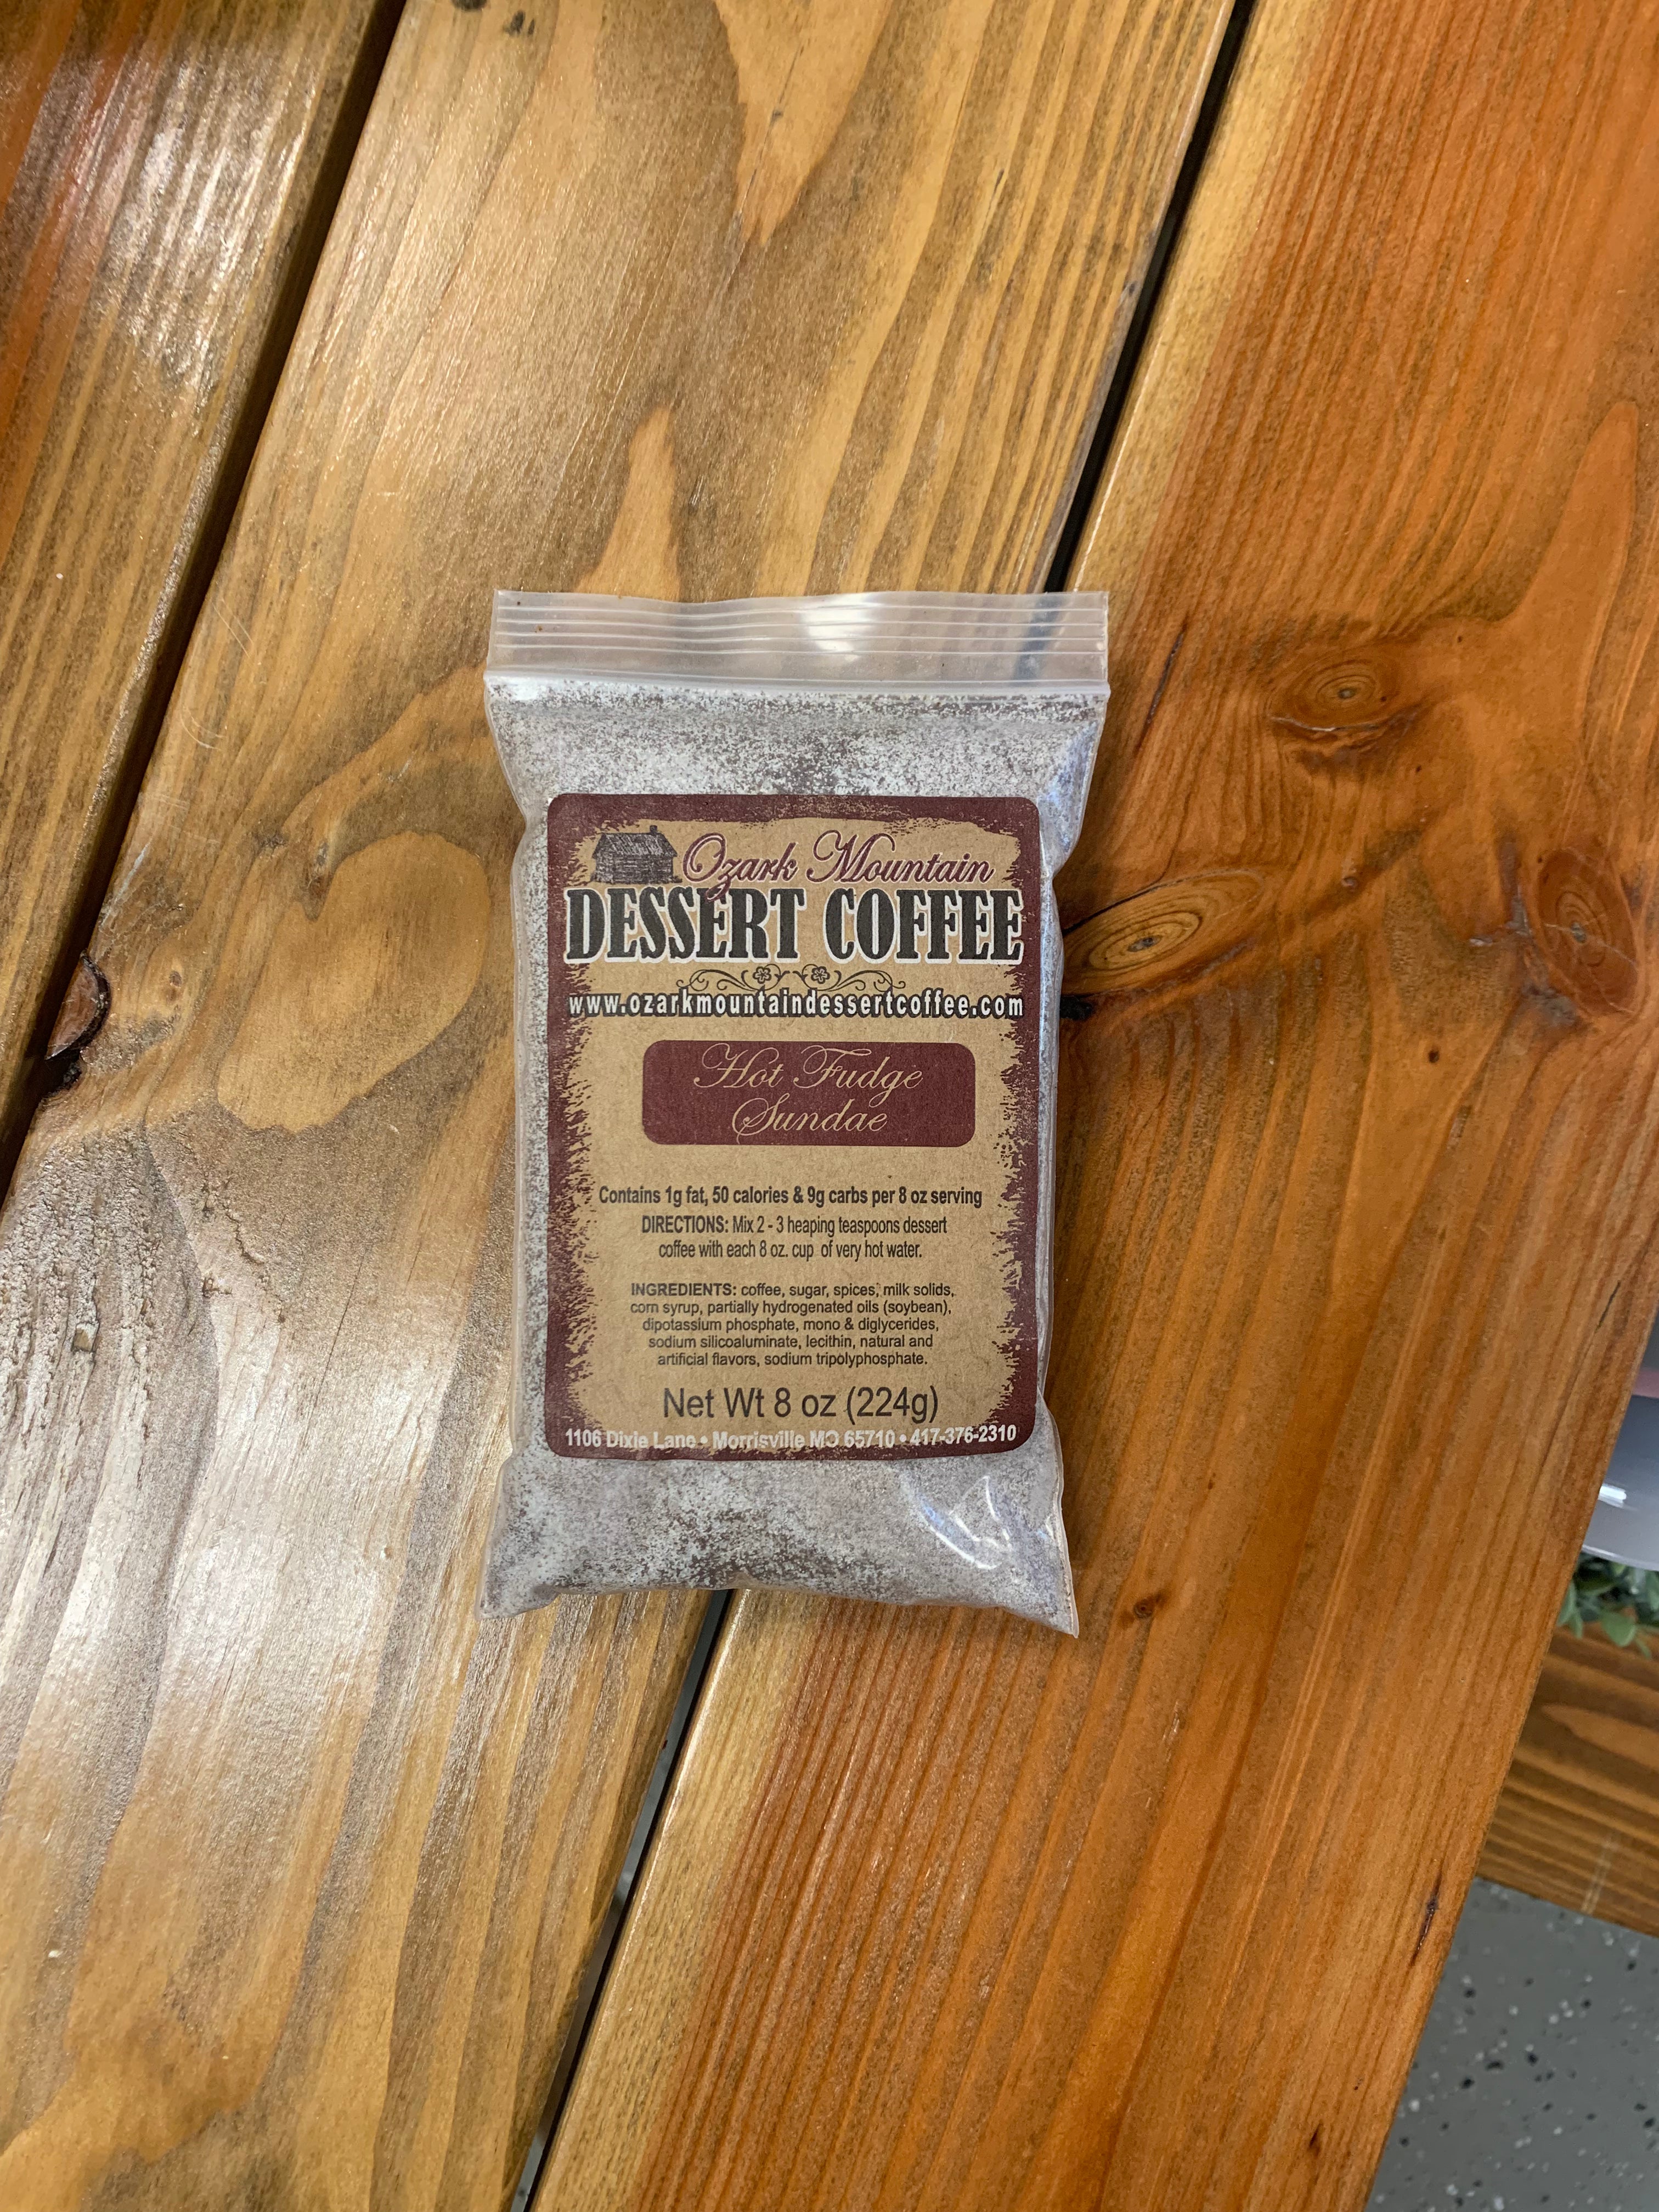 Ozark Mountain
DESSERT COFFEE
www.ozarkmountaindessertcoffee.com
Hot Fudge
Sundae
Contains 1g fat, 50 calories & 9g carbs per 8 oz serving
DIRECTIONS: Mix 2 - 3 heaping teaspoons dessert
coffee with each 8 oz. cup of very hot water.
INGREDIENTS: coffee, sugar, spices, milk solids,
corn syrup, partially hydrogenated oils (soybean),
dipotassium phosphate, mono & diglycerides,
sodium silicoaluminate, lecithin, natural and
artificial flavors, sodium tripolyphosphate.
Net Wt 8 oz (224g)
1106 Dixie Lane • Morrisville MO 65710 • 417-376-2310